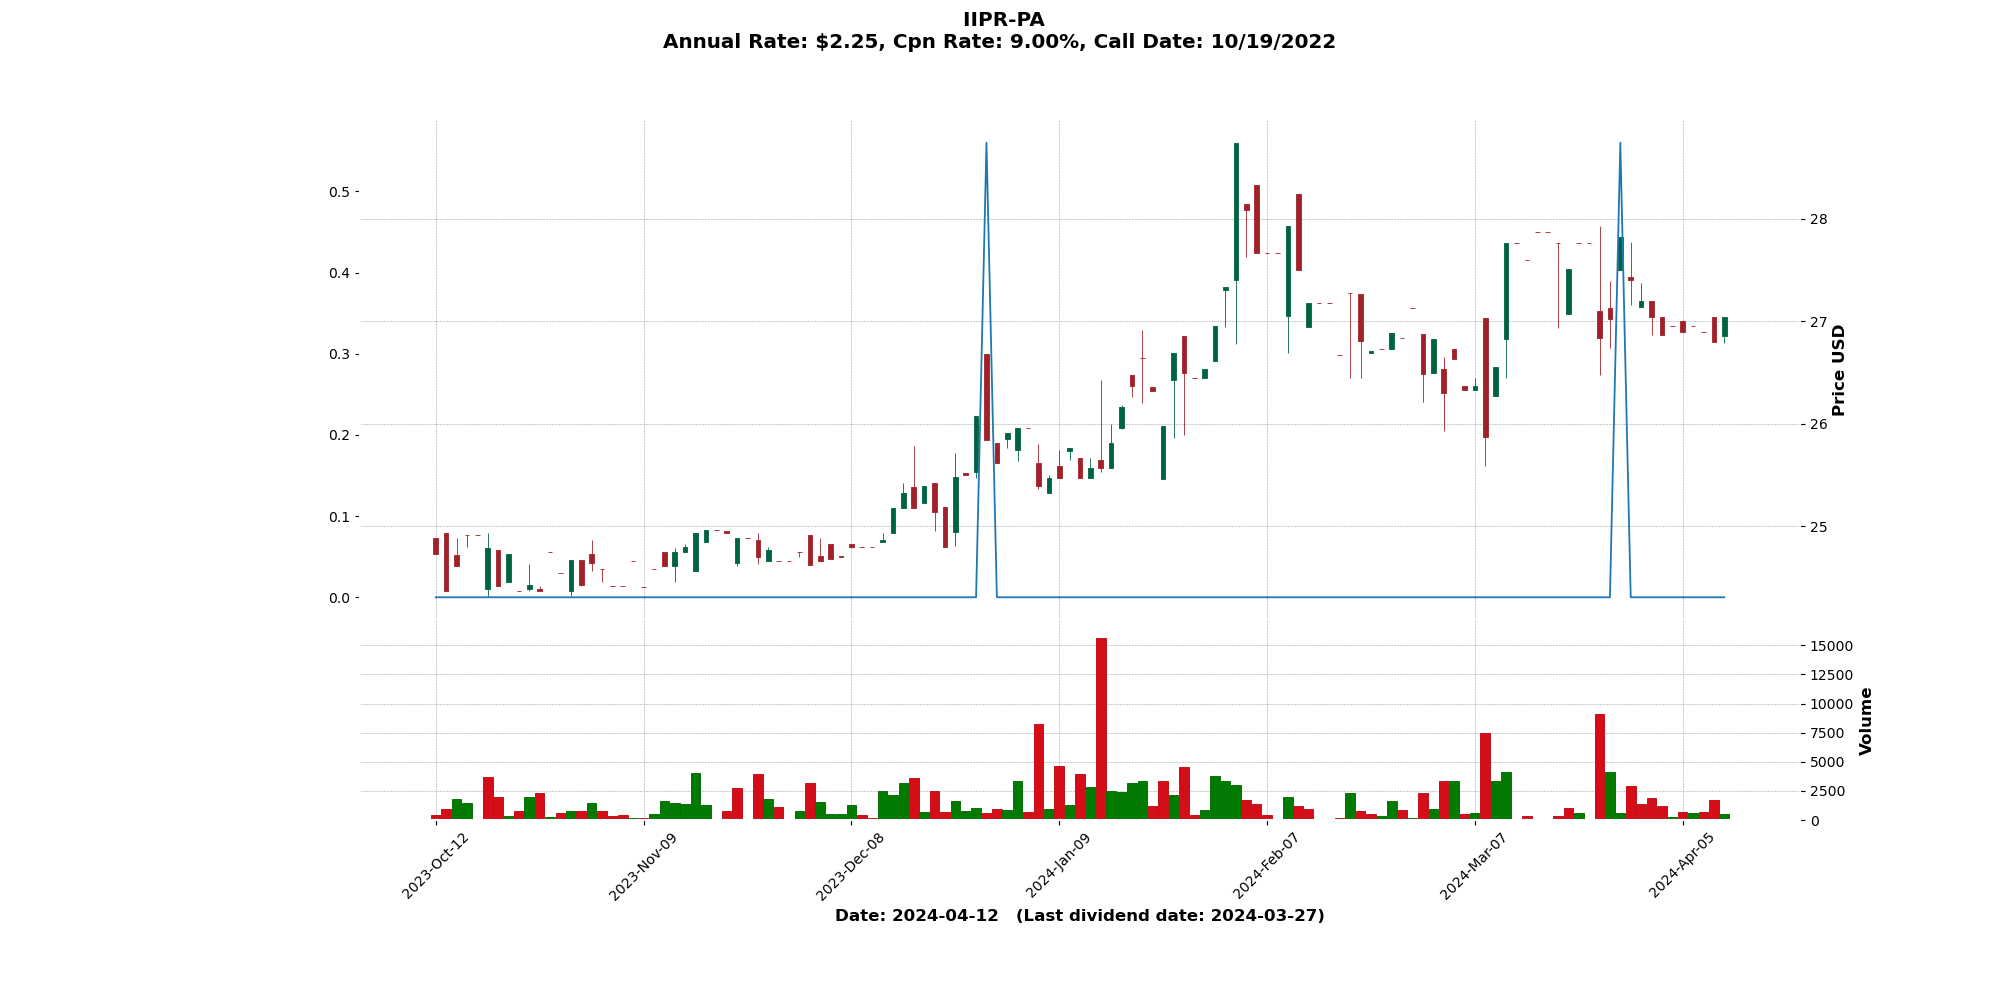 IIPR-PA
Annual Rate: $2.25, Cpn Rate: 9.00%, Call Date: 10/19/2022
0.5
0.4
0.3
0.2
0.1
0.0
28
27
26
25
Price USD
15000
12500
10000
7500
5000
2500
0
Volume
2023-Oct-12
2023-Nov-09
2023-Dec-08
2024-Jan-09
2024-Feb-07
2024-Mar-07
2024-Apr-05
Date: 2024-04-12 (Last dividend date: 2024-03-27)